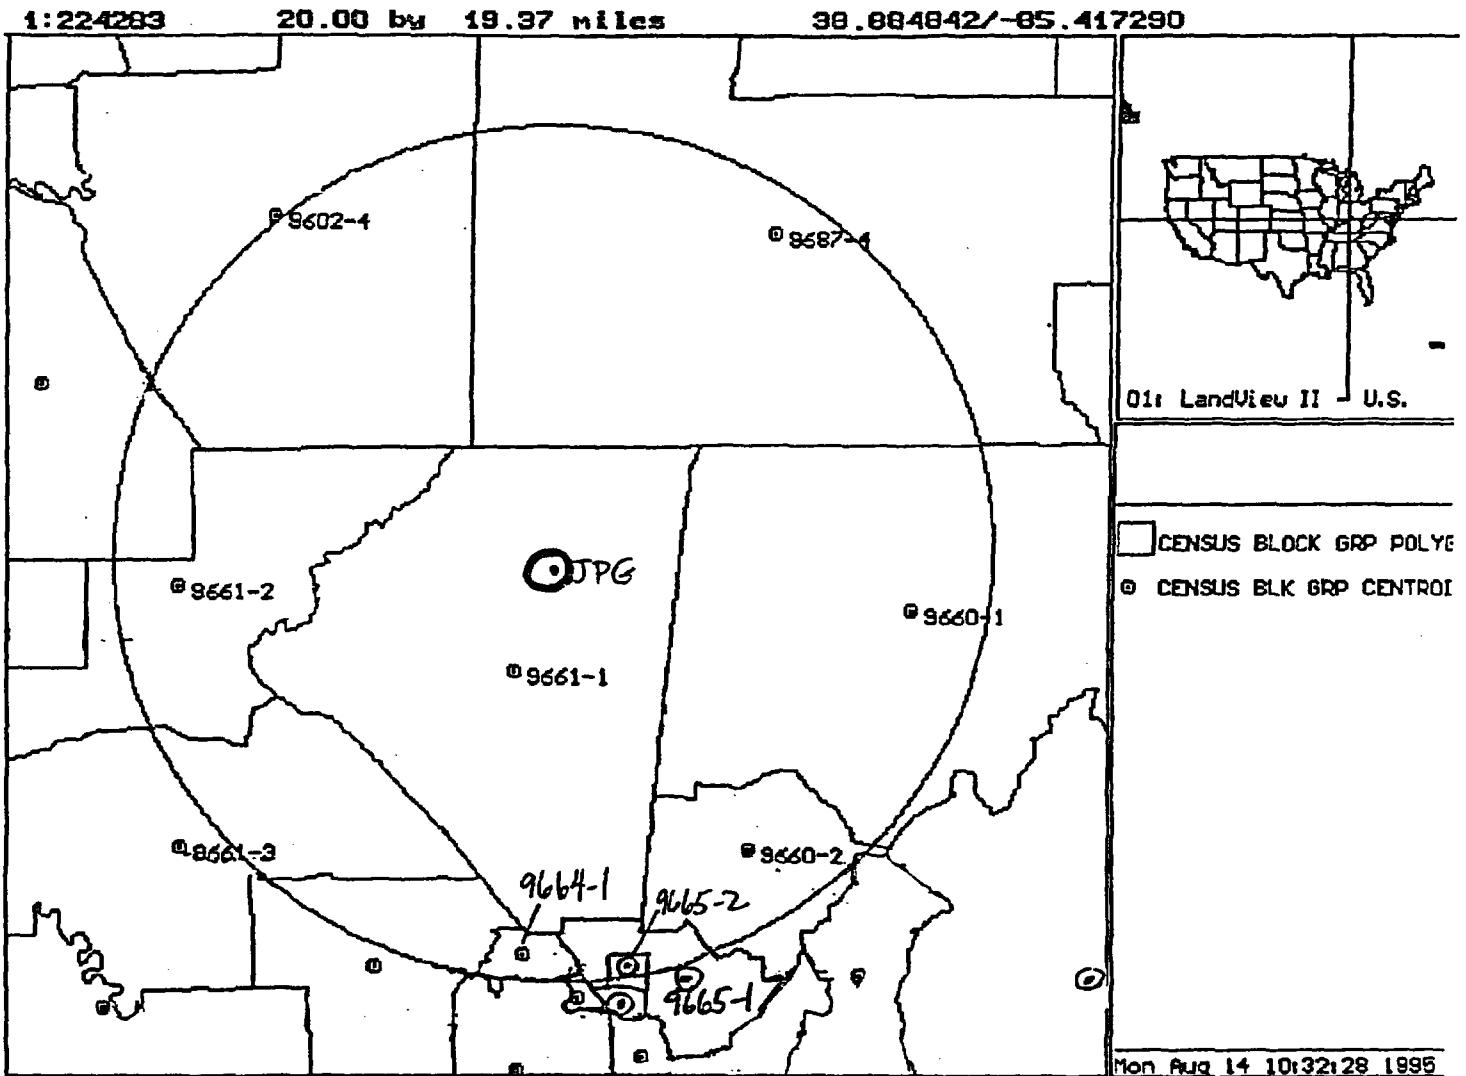 1:224283 20.00 by 19.37 miles 38.884842/-85.417290
9602-4
9687-4
01: LandView II - U.S.
CENSUS BLOCK GRP POLYG
JPG
9661-2
CENSUS BLK GRP CENTROI
9660-1
9661-1
9661-3
9660-2
9664-1
9665-2
9665-1
Mon Aug 14 10:32:28 1995